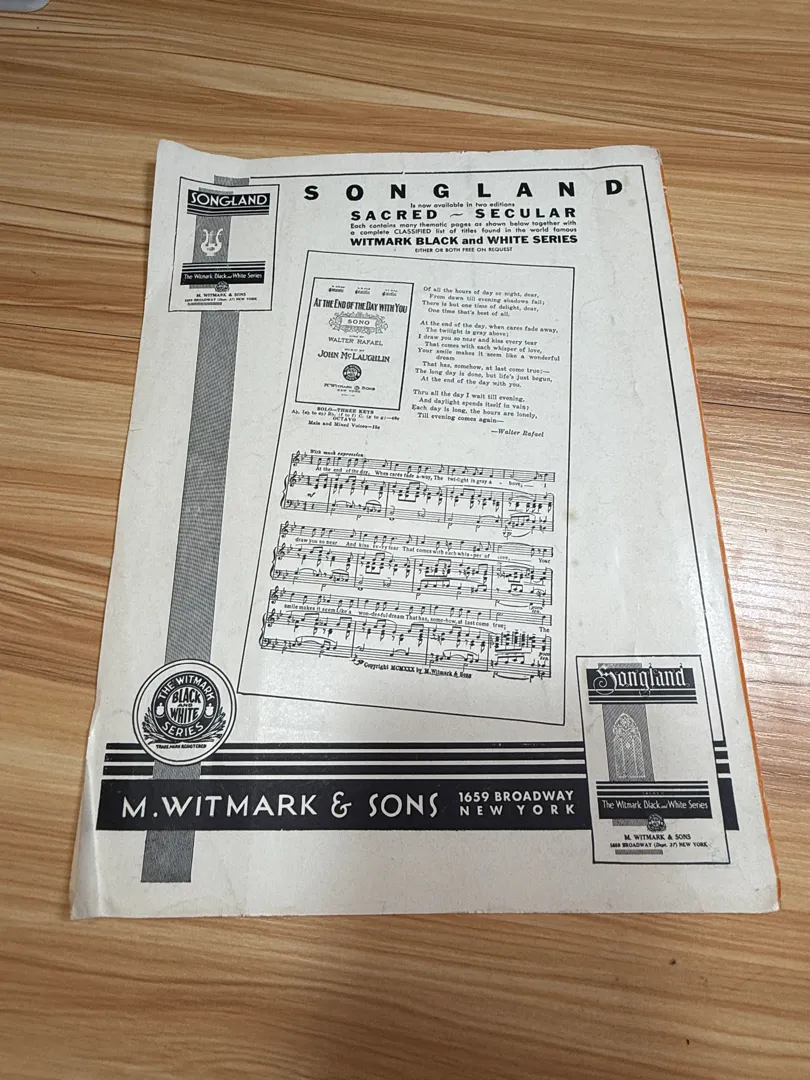 SONGLAND
Is now available in two editions
SACRED ~ SECULAR
Each contains many thematic pages as shown below together with
a complete CLASSIFIED list of titles found in the world famous
WITMARK BLACK and WHITE SERIES
EITHER OR BOTH FREE ON REQUEST
SONGLAND
The Witmark Black and White Series
M. WITMARK & SONS
1659 BROADWAY (Dept. 37) NEW YORK
AT THE END OF THE DAY WITH YOU
SONG
WALTER RAFAEL
JOHN McLAUGHLIN
M. WITMARK & SONS
NEW YORK
SOLO—THREE KEYS
OCTAVO
Male and Mixed Voices—15c
Of all the hours of day or night, dear,
From dawn till evening shadows fall;
There is but one time of delight, dear,
One time that's best of all.
At the end of the day, when cares fade away,
The twilight is gray above;
I draw you so near and kiss every tear
That comes with each whisper of love,
Your smile makes it seem like a wonderful
dream
That has, somehow, at last come true;—
The long day is done, but life's just begun,
At the end of the day with you.
Thru all the day I wait till evening,
And daylight spends itself in vain;
Each day is long, the hours are lonely,
Till evening comes again—
—Walter Rafael
With much expression
At the end of the day, When cares fade a-way, The twi-light is gray a - bove; I
mf
draw you so near And kiss ev'ry tear That comes with each whis-per of love, Your
smile makes it seem like a won-der-ful dream That has, some-how, at last come true; The
Copyright MCMXXX by M. Witmark & Sons
THE WITMARK
BLACK
AND
WHITE
SERIES
TRADE MARK REGISTERED
M. WITMARK & SONS
1659 BROADWAY
NEW YORK
Songland
The Witmark Black and White Series
M. WITMARK & SONS
1659 BROADWAY (Dept. 37) NEW YORK